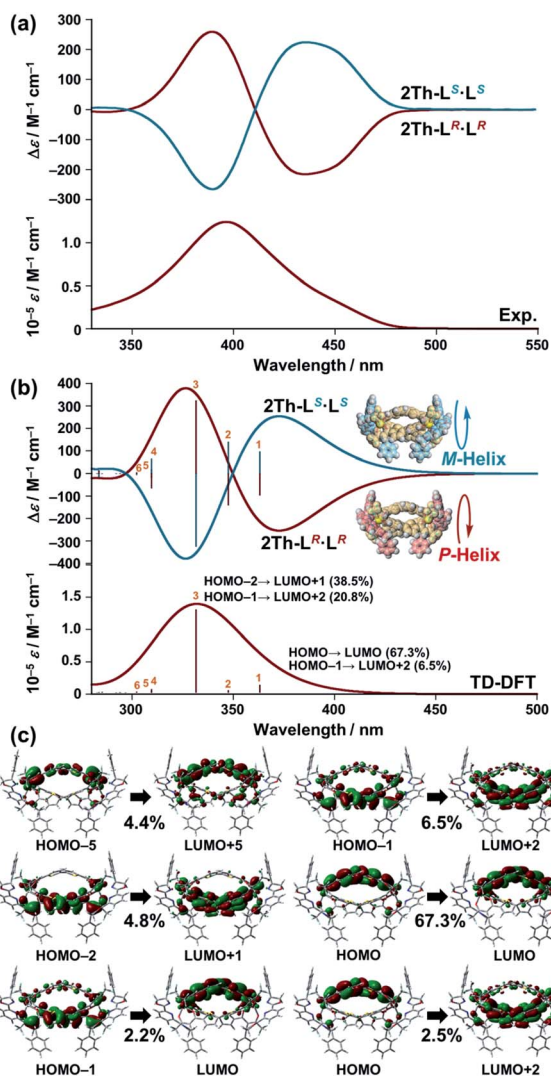 (a)
300
200
100
0
–100
–200
–300
Δε / M–1 cm–1
2Th-LS·LS
2Th-LR·LR
1.0
0.5
0
10–5 ε / M–1 cm–1
Exp.
350 400 450 500 550
Wavelength / nm
(b)
400
300
200
100
0
–100
–200
–300
–400
Δε / M–1 cm–1
3
2Th-LS·LS
2
1
4
5
6
M-Helix
P-Helix
2Th-LR·LR
HOMO–2→ LUMO+1 (38.5%)
HOMO–1→ LUMO+2 (20.8%)
3
HOMO→ LUMO (67.3%)
HOMO–1→ LUMO+2 (6.5%)
1.5
1.0
0.5
0
10–5 ε / M–1 cm–1
6 5 4 2 1
TD-DFT
300 350 400 450 500
Wavelength / nm
(c)
4.4% 6.5%
HOMO–5 LUMO+5 HOMO–1 LUMO+2
4.8% 67.3%
HOMO–2 LUMO+1 HOMO LUMO
2.2% 2.5%
HOMO–1 LUMO HOMO LUMO+2